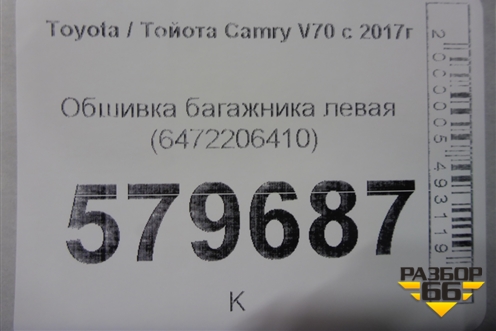 Toyota / Тойота Camry V70 с 2017г
Обшивка багажника левая
(6472206410)
579687
К
2000005493119
РАЗБОР
66